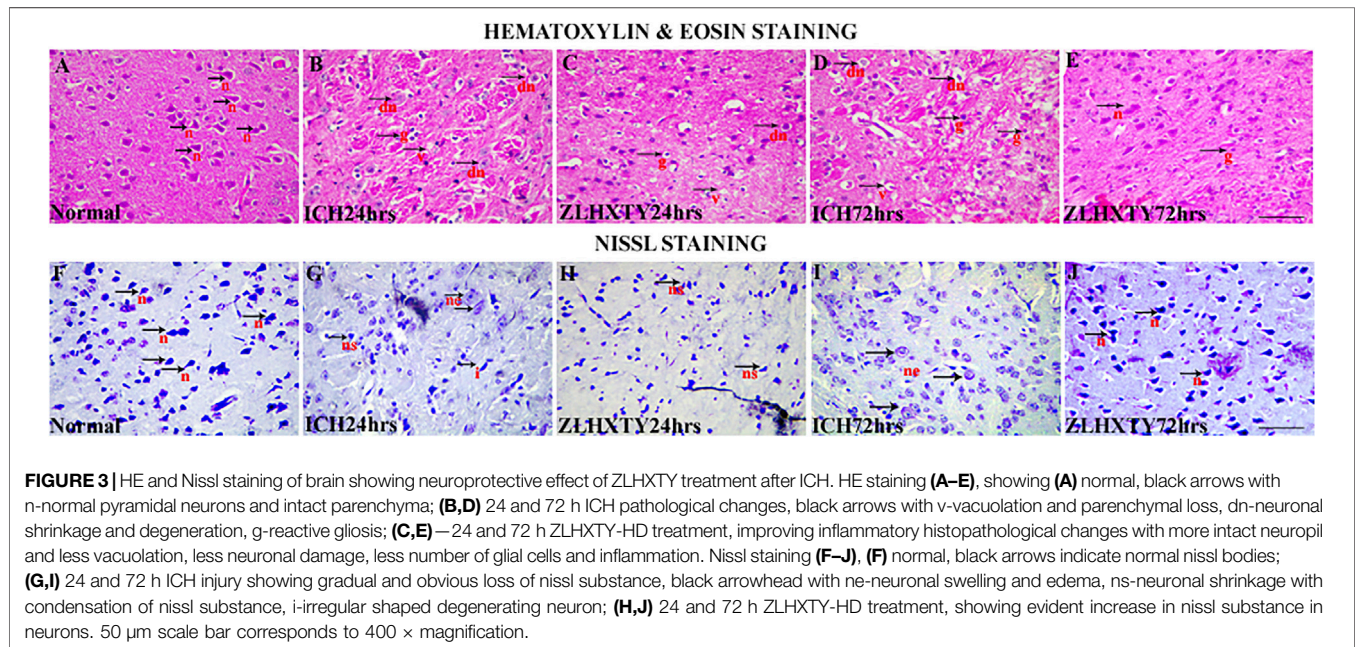 HEMATOXYLIN & EOSIN STAINING
A B C D E
n n n n n dn dn g v dn dn g v dn dn g g v n g
Normal ICH24hrs ZLHXTY24hrs ICH72hrs ZLHXTY72hrs
NISSL STAINING
F G H I J
n n n n ne ns i ns ns ne n n n
Normal ICH24hrs ZLHXTY24hrs ICH72hrs ZLHXTY72hrs
FIGURE 3 | HE and Nissl staining of brain showing neuroprotective effect of ZLHXTY treatment after ICH. HE staining (A–E), showing (A) normal, black arrows with
n-normal pyramidal neurons and intact parenchyma; (B,D) 24 and 72 h ICH pathological changes, black arrows with v-vacuolation and parenchymal loss, dn-neuronal
shrinkage and degeneration, g-reactive gliosis; (C,E)—24 and 72 h ZLHXTY-HD treatment, improving inflammatory histopathological changes with more intact neuropil
and less vacuolation, less neuronal damage, less number of glial cells and inflammation. Nissl staining (F–J), (F) normal, black arrows indicate normal nissl bodies;
(G,I) 24 and 72 h ICH injury showing gradual and obvious loss of nissl substance, black arrowhead with ne-neuronal swelling and edema, ns-neuronal shrinkage with
condensation of nissl substance, i-irregular shaped degenerating neuron; (H,J) 24 and 72 h ZLHXTY-HD treatment, showing evident increase in nissl substance in
neurons. 50 μm scale bar corresponds to 400 × magnification.